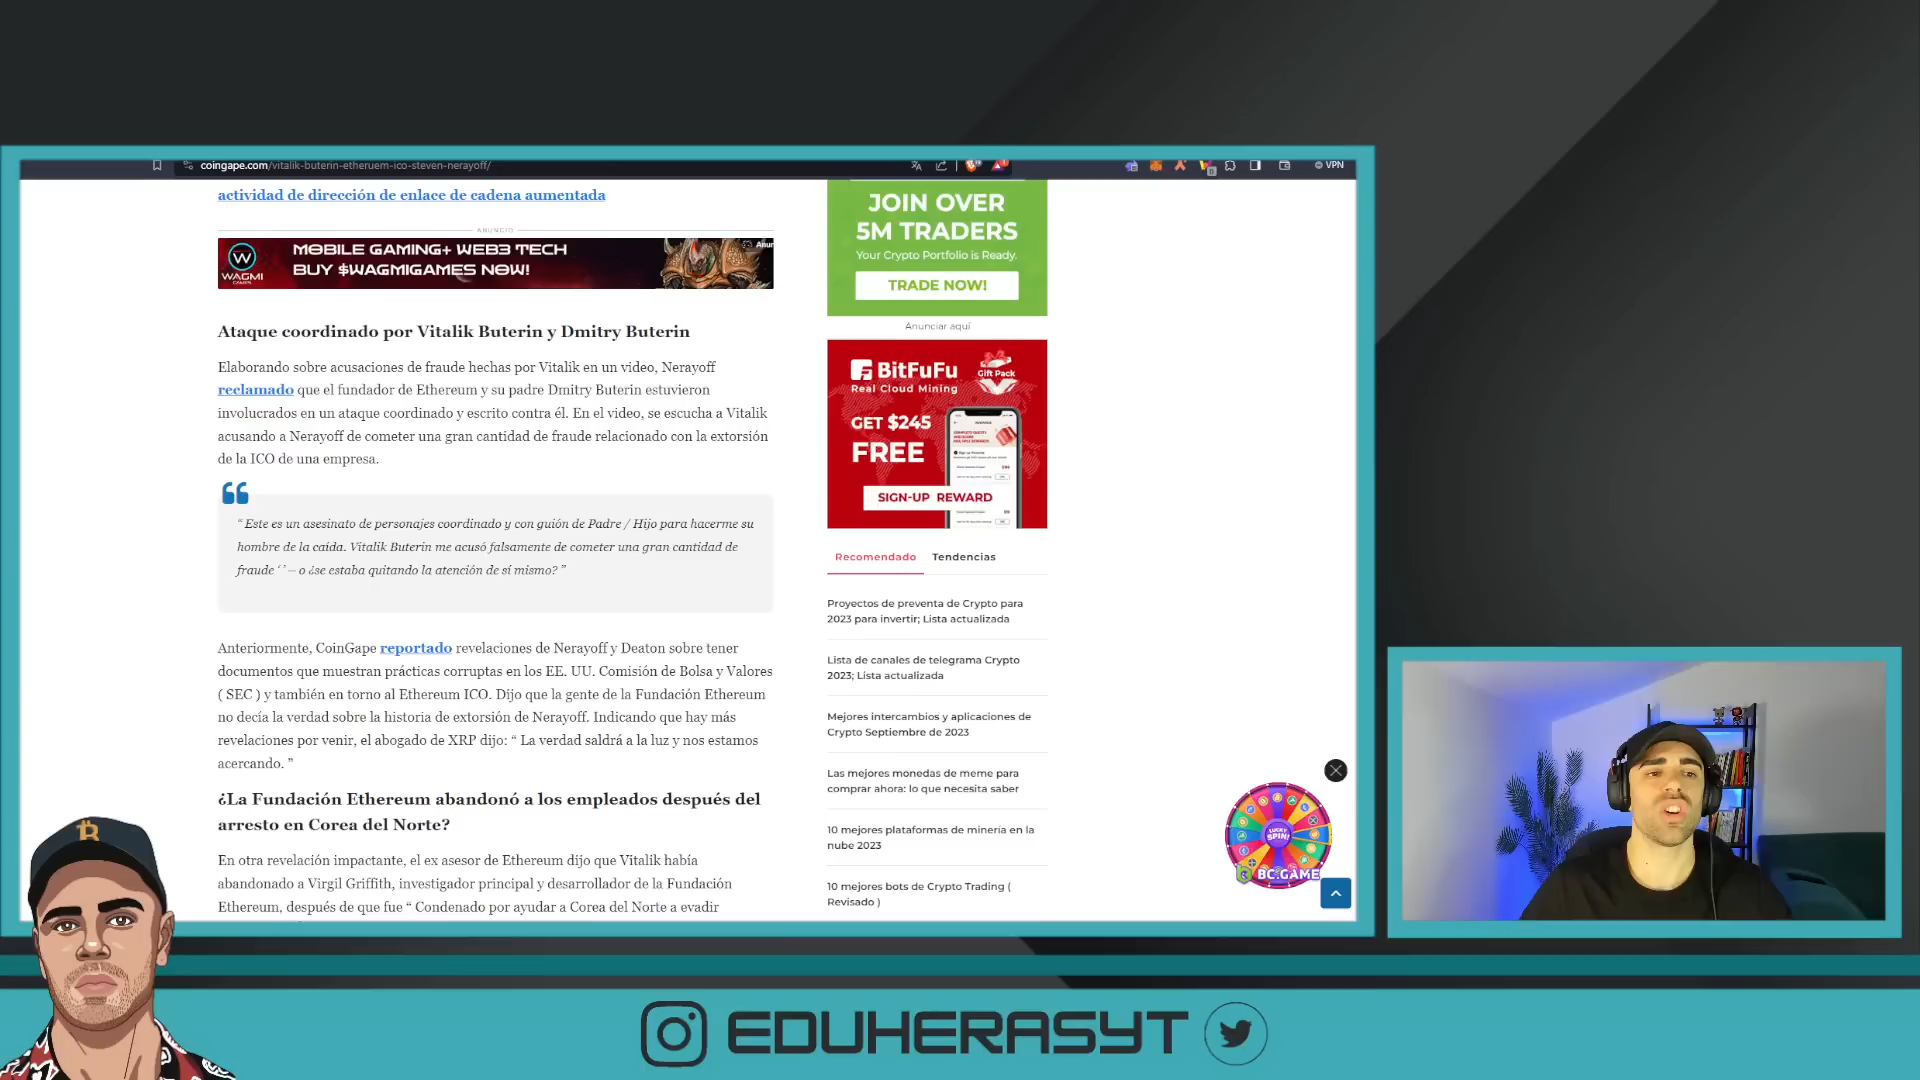 coingape.com/vitalik-buterin-etheruem-ico-steven-nerayoff/
VPN
actividad de dirección de enlace de cadena aumentada
ANUNCIO
WAGMI
GAMES
MOBILE GAMING+ WEB3 TECH
BUY $WAGMIGAMES NOW!
Ataque coordinado por Vitalik Buterin y Dmitry Buterin
Elaborando sobre acusaciones de fraude hechas por Vitalik en un video, Nerayoff
reclamado que el fundador de Ethereum y su padre Dmitry Buterin estuvieron
involucrados en un ataque coordinado y escrito contra él. En el video, se escucha a Vitalik
acusando a Nerayoff de cometer una gran cantidad de fraude relacionado con la extorsión
de la ICO de una empresa.
“ Este es un asesinato de personajes coordinado y con guión de Padre / Hijo para hacerme su
hombre de la caída. Vitalik Buterin me acusó falsamente de cometer una gran cantidad de
fraude ‘ ’ – o ¿se estaba quitando la atención de sí mismo? ”
Anteriormente, CoinGape reportado revelaciones de Nerayoff y Deaton sobre tener
documentos que muestran prácticas corruptas en los EE. UU. Comisión de Bolsa y Valores
( SEC ) y también en torno al Ethereum ICO. Dijo que la gente de la Fundación Ethereum
no decía la verdad sobre la historia de extorsión de Nerayoff. Indicando que hay más
revelaciones por venir, el abogado de XRP dijo: “ La verdad saldrá a la luz y nos estamos
acercando. ”
¿La Fundación Ethereum abandonó a los empleados después del
arresto en Corea del Norte?
En otra revelación impactante, el ex asesor de Ethereum dijo que Vitalik había
abandonado a Virgil Griffith, investigador principal y desarrollador de la Fundación
Ethereum, después de que fue “ Condenado por ayudar a Corea del Norte a evadir
JOIN OVER
5M TRADERS
Your Crypto Portfolio is Ready.
TRADE NOW!
Anunciar aquí
BitFuFu
Real Cloud Mining
Gift Pack
GET $245
FREE
SIGN-UP REWARD
Recomendado
Tendencias
Proyectos de preventa de Crypto para
2023 para invertir; Lista actualizada
Lista de canales de telegrama Crypto
2023; Lista actualizada
Mejores intercambios y aplicaciones de
Crypto Septiembre de 2023
Las mejores monedas de meme para
comprar ahora: lo que necesita saber
10 mejores plataformas de minería en la
nube 2023
10 mejores bots de Crypto Trading (
Revisado )
LUCKY
SPIN!
BC.GAME
EDUHERASYT